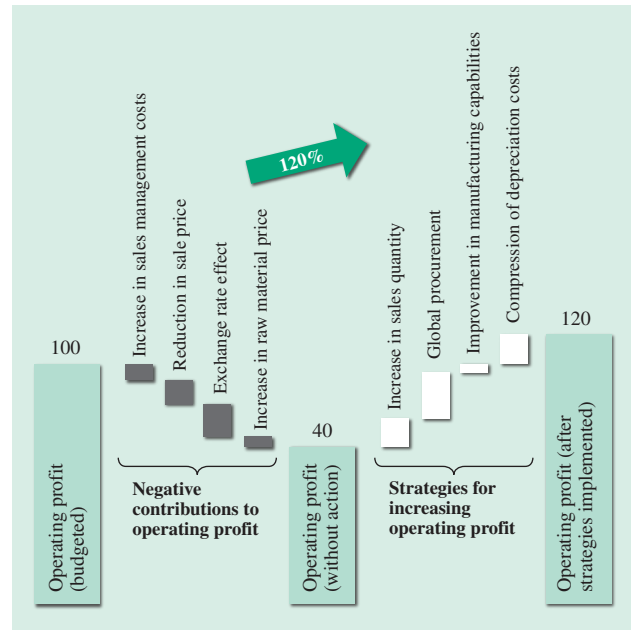 Increase in sales management costs
Reduction in sale price
Exchange rate effect
Increase in raw material price
120%
Increase in sales quantity
Global procurement
Improvement in manufacturing capabilities
Compression of depreciation costs
100
40
120
Operating profit
(budgeted)
Negative
contributions to
operating profit
Operating profit
(without action)
Strategies for
increasing
operating profit
Operating profit (after
strategies implemented)